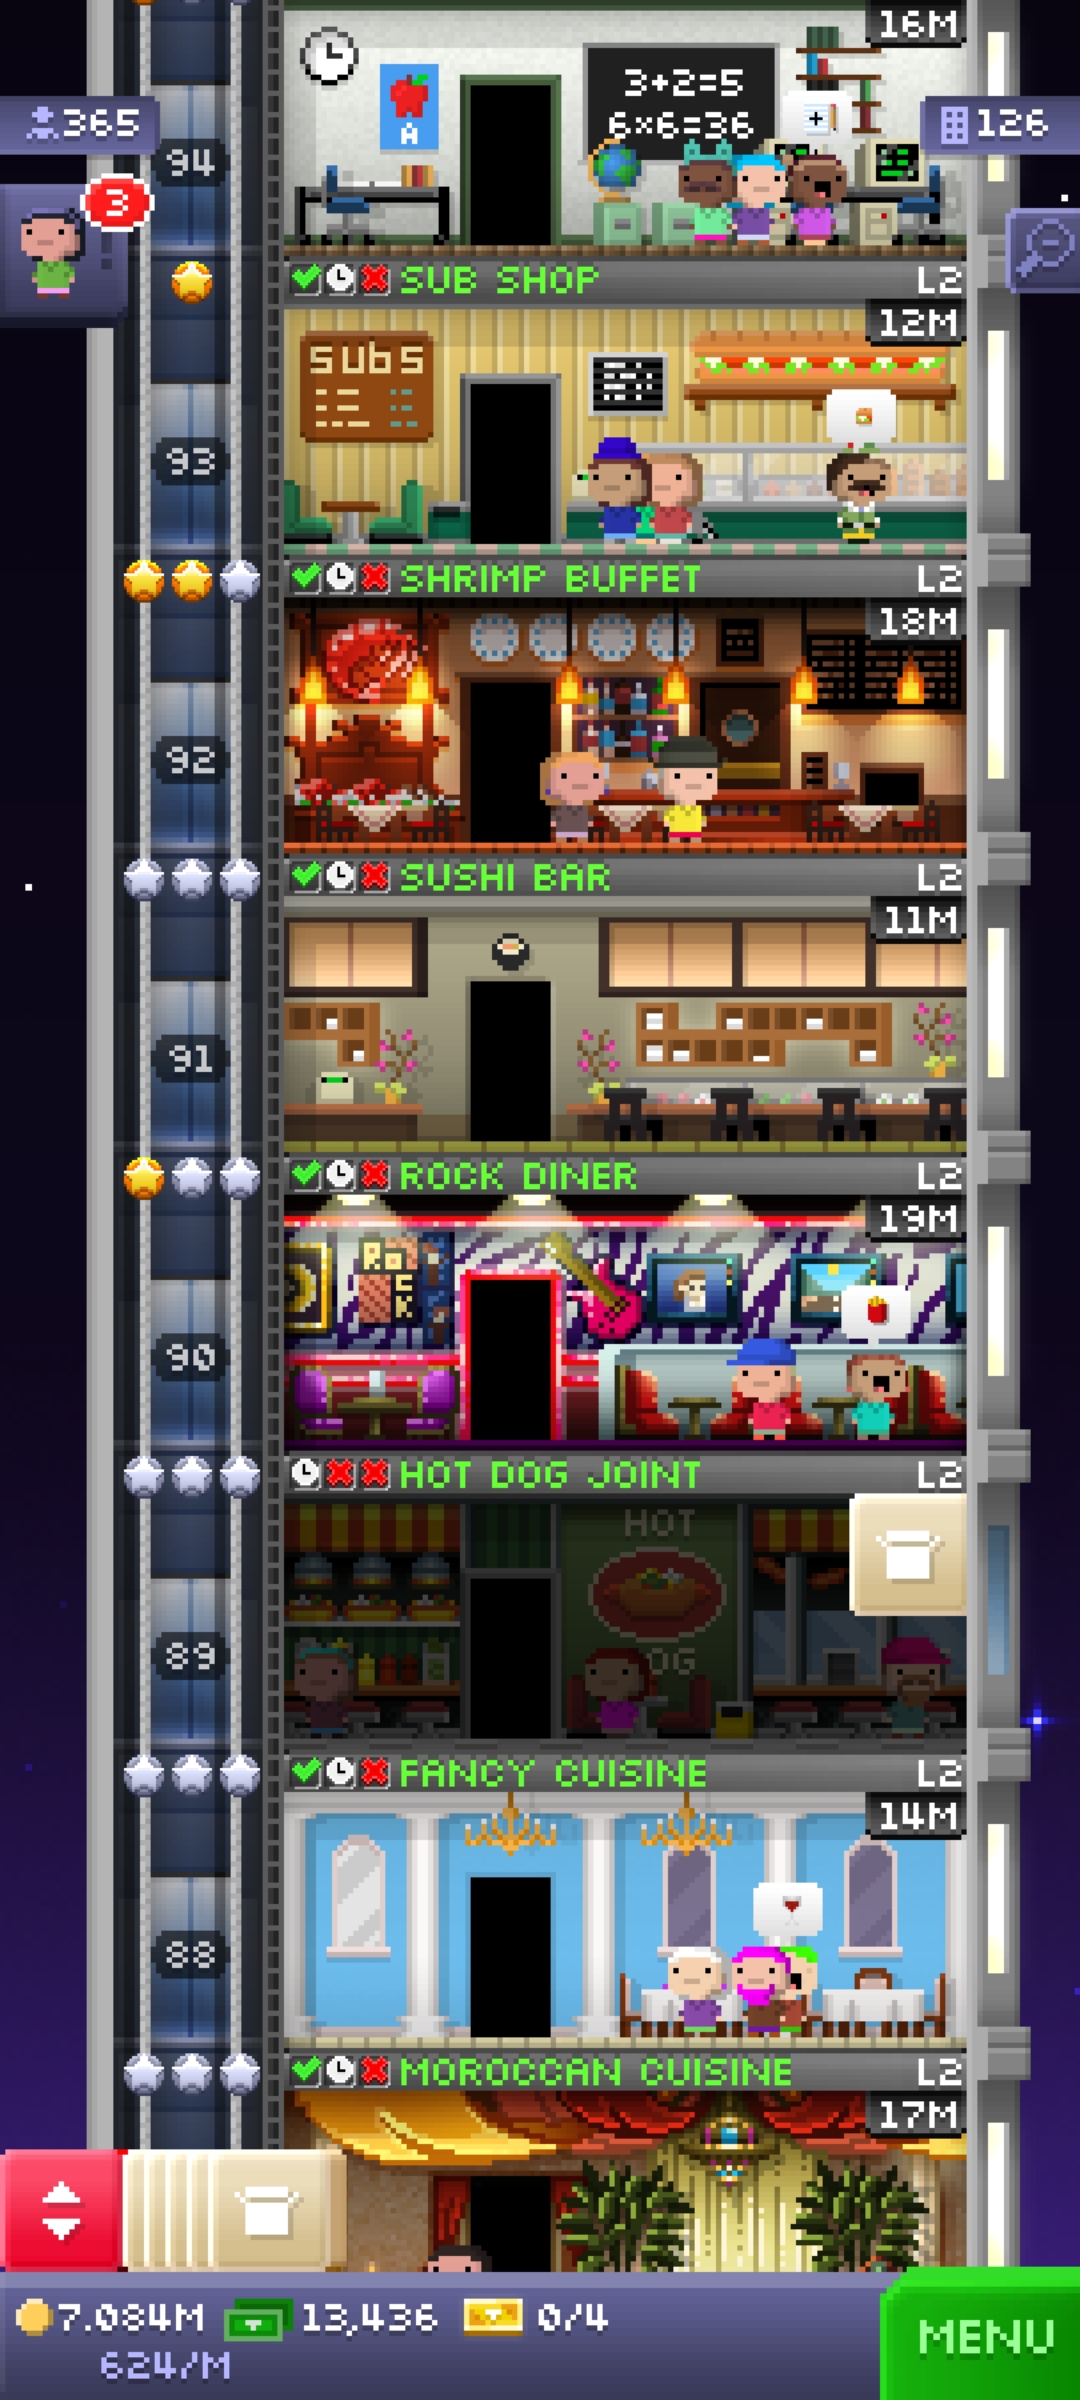 16M
3+2=5
6×6=36
A
365
126
94
3
SUB SHOP L2
12M
SUBS
93
SHRIMP BUFFET L2
18M
92
SUSHI BAR L2
11M
91
ROCK DINER L2
19M
ROCK
90
HOT DOG JOINT L2
HOT
DOG
89
FANCY CUISINE L2
14M
88
MOROCCAN CUISINE L2
17M
7.084M 13,436 0/4
624/M
MENU